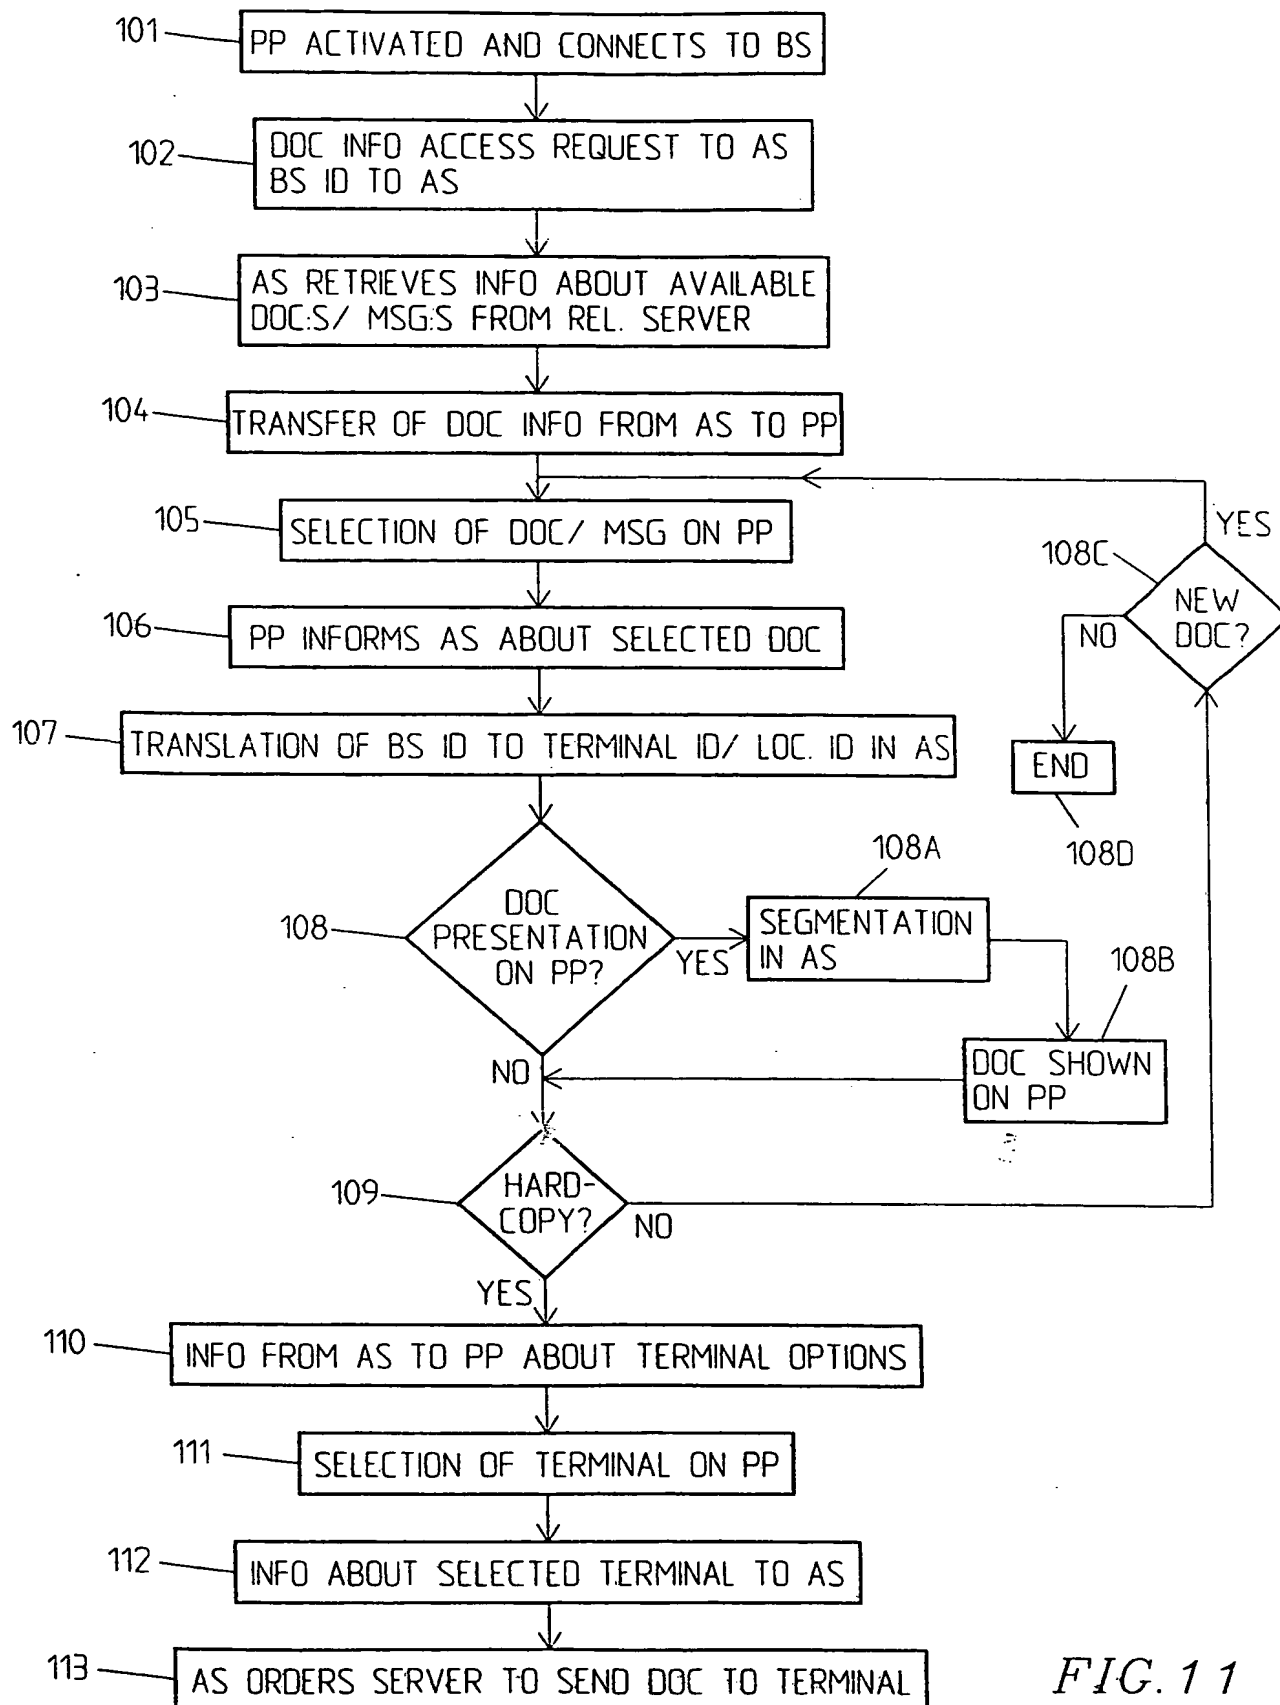 101
PP ACTIVATED AND CONNECTS TO BS
102
DOC INFO ACCESS REQUEST TO AS
BS ID TO AS
103
AS RETRIEVES INFO ABOUT AVAILABLE
DOC:S/ MSG:S FROM REL. SERVER
104
TRANSFER OF DOC INFO FROM AS TO PP
105
SELECTION OF DOC/ MSG ON PP
YES
108C
NEW
DOC?
NO
106
PP INFORMS AS ABOUT SELECTED DOC
107
TRANSLATION OF BS ID TO TERMINAL ID/ LOC. ID IN AS
END
108D
108
DOC
PRESENTATION
ON PP?
YES
108A
SEGMENTATION
IN AS
108B
DOC SHOWN
ON PP
NO
109
HARD-
COPY?
NO
YES
110
INFO FROM AS TO PP ABOUT TERMINAL OPTIONS
111
SELECTION OF TERMINAL ON PP
112
INFO ABOUT SELECTED TERMINAL TO AS
113
AS ORDERS SERVER TO SEND DOC TO TERMINAL
FIG. 11